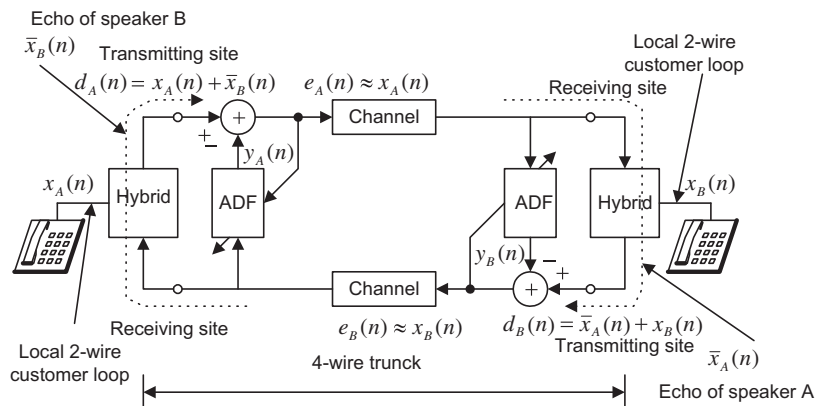 Echo of speaker B
x̄_B(n)
Transmitting site
d_A(n) = x_A(n) + x̄_B(n)
e_A(n) ≈ x_A(n)
Local 2-wire
customer loop
Receiving site
+
−
+
Channel
y_A(n)
x_A(n)
Hybrid
ADF
ADF
Hybrid
x_B(n)
y_B(n)
−
+
+
Channel
Receiving site
e_B(n) ≈ x_B(n)
d_B(n) = x̄_A(n) + x_B(n)
Transmitting site
x̄_A(n)
Local 2-wire
customer loop
4-wire trunck
Echo of speaker A